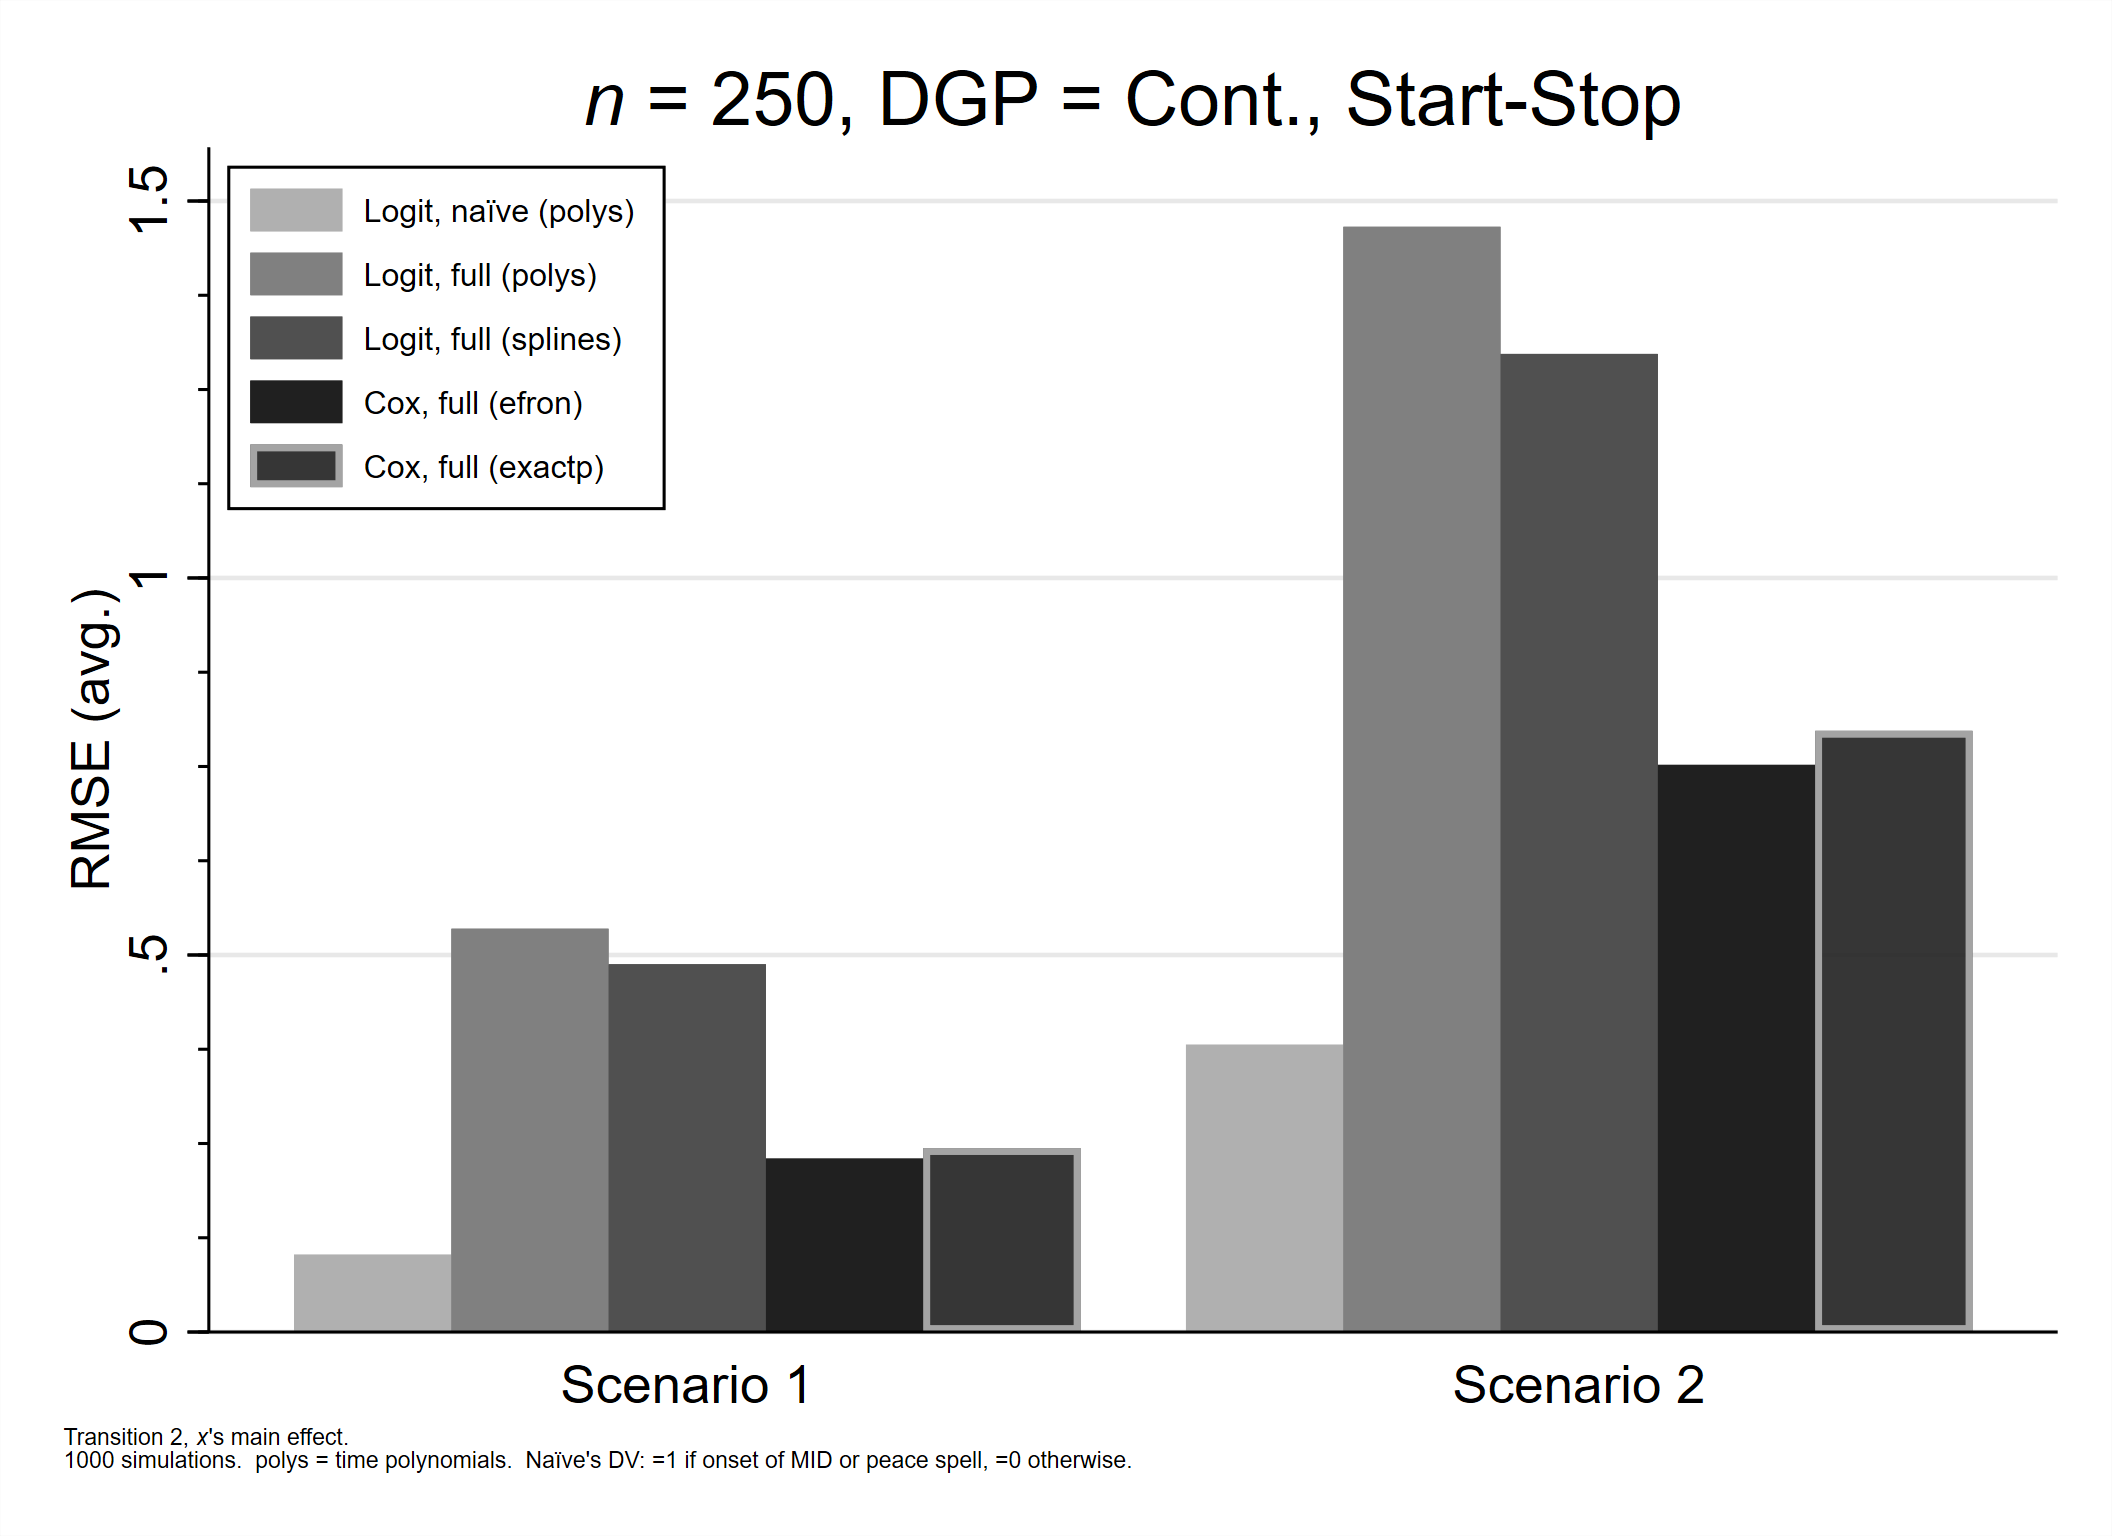 n = 250, DGP = Cont., Start-Stop
1.5
1
.5
0
RMSE (avg.)
Logit, naïve (polys)
Logit, full (polys)
Logit, full (splines)
Cox, full (efron)
Cox, full (exactp)
Scenario 1
Scenario 2
Transition 2, x's main effect.
1000 simulations.  polys = time polynomials.  Naïve's DV: =1 if onset of MID or peace spell, =0 otherwise.